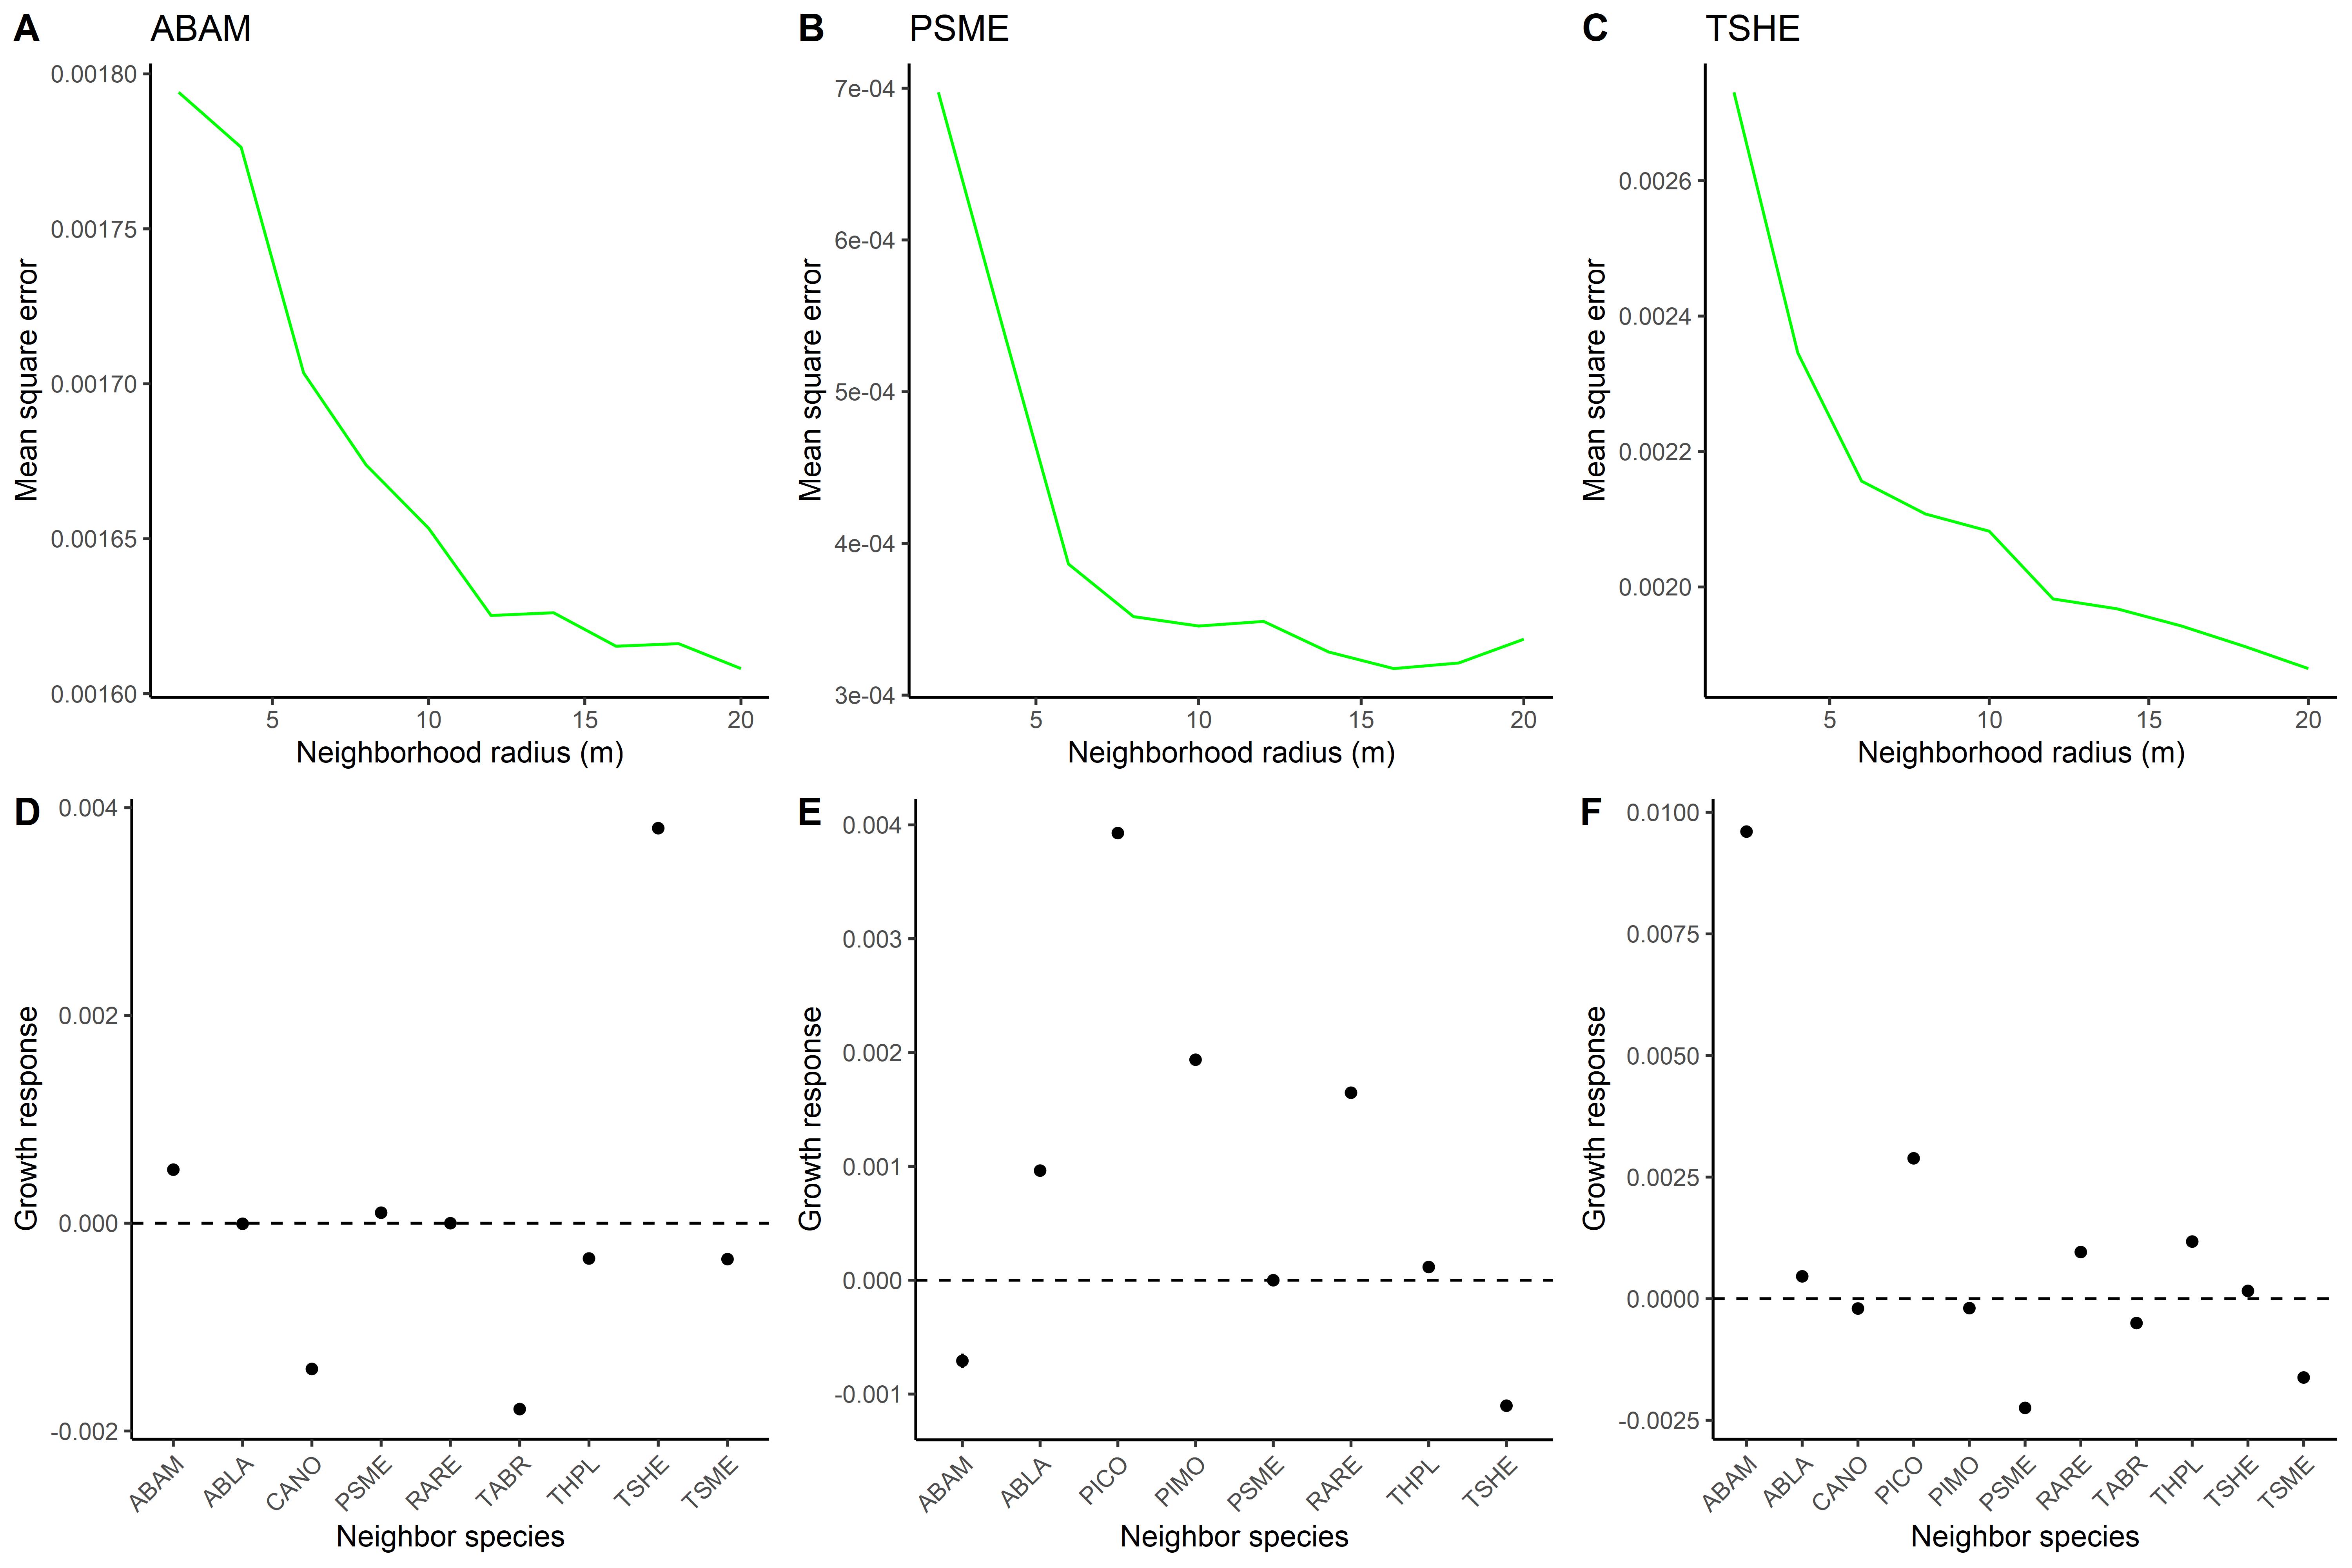 A ABAM
0.00180
0.00175
0.00170
0.00165
0.00160
Mean square error
5 10 15 20
Neighborhood radius (m)
B PSME
7e-04
6e-04
5e-04
4e-04
3e-04
Mean square error
5 10 15 20
Neighborhood radius (m)
C TSHE
0.0026
0.0024
0.0022
0.0020
Mean square error
5 10 15 20
Neighborhood radius (m)
D
0.004
0.002
0.000
-0.002
Growth response
ABAM ABLA CANO PSME RARE TABR THPL TSHE TSME
Neighbor species
E
0.004
0.003
0.002
0.001
0.000
-0.001
Growth response
ABAM ABLA PICO PIMO PSME RARE THPL TSHE
Neighbor species
F
0.0100
0.0075
0.0050
0.0025
0.0000
-0.0025
Growth response
ABAM ABLA CANO PICO PIMO PSME RARE TABR THPL TSHE TSME
Neighbor species